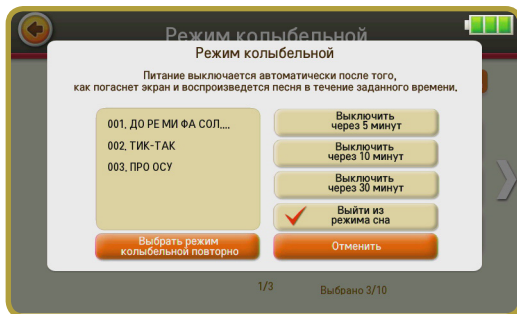 Режим колыбельной
Режим колыбельной
Питание выключается автоматически после того,
как погаснет экран и воспроизведется песня в течение заданного времени.
001. ДО РЕ МИ ФА СОЛ....
002. ТИК-ТАК
003. ПРО ОСУ
Выключить
через 5 минут
Выключить
через 10 минут
Выключить
через 30 минут
Выйти из
режима сна
Выбрать режим
колыбельной повторно
Отменить
1/3
Выбрано 3/10